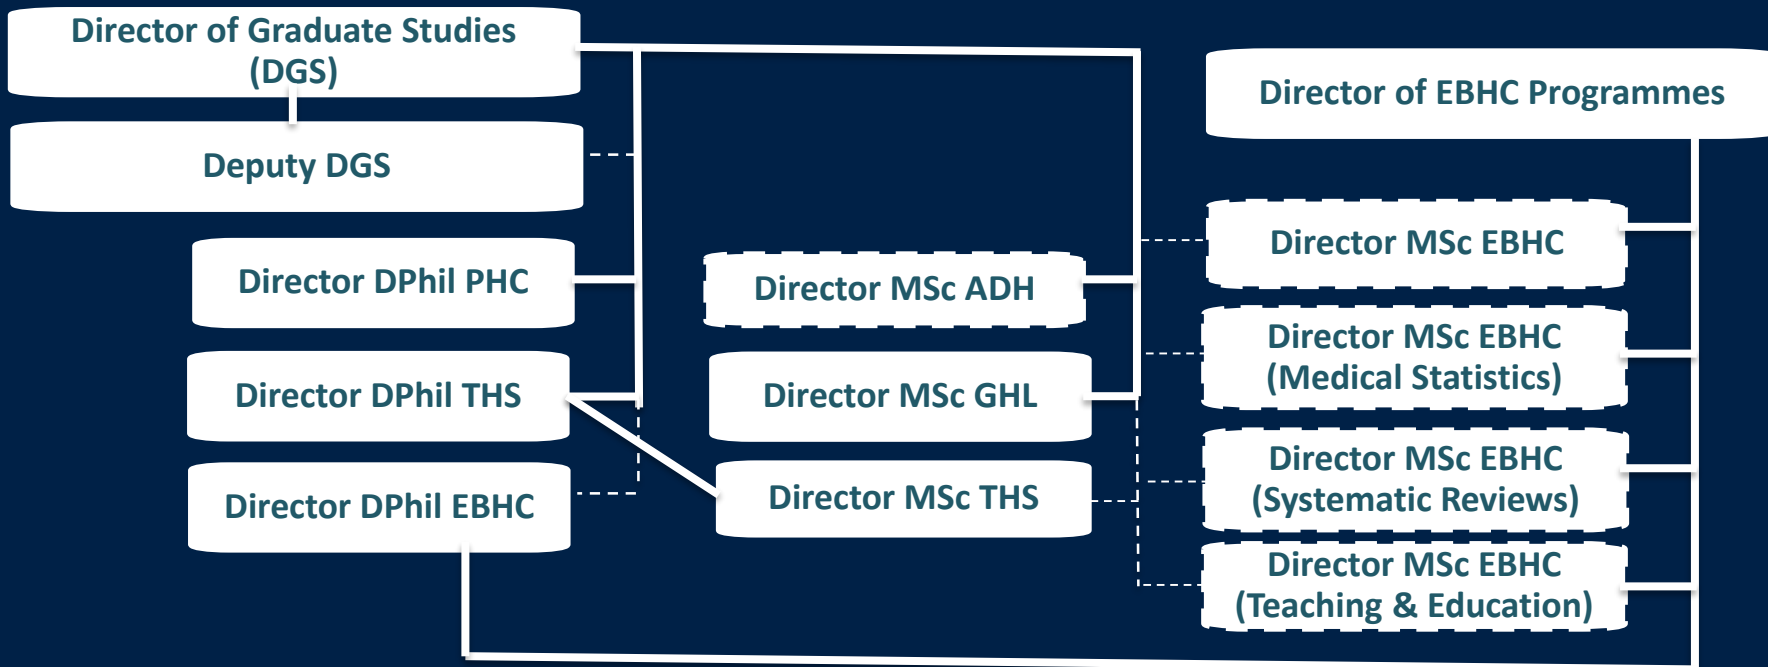 Director of Graduate Studies
(DGS)
Deputy DGS
Director DPhil PHC
Director DPhil THS
Director DPhil EBHC
Director MSc ADH
Director MSc GHL
Director MSc THS
Director of EBHC Programmes
Director MSc EBHC
Director MSc EBHC
(Medical Statistics)
Director MSc EBHC
(Systematic Reviews)
Director MSc EBHC
(Teaching & Education)